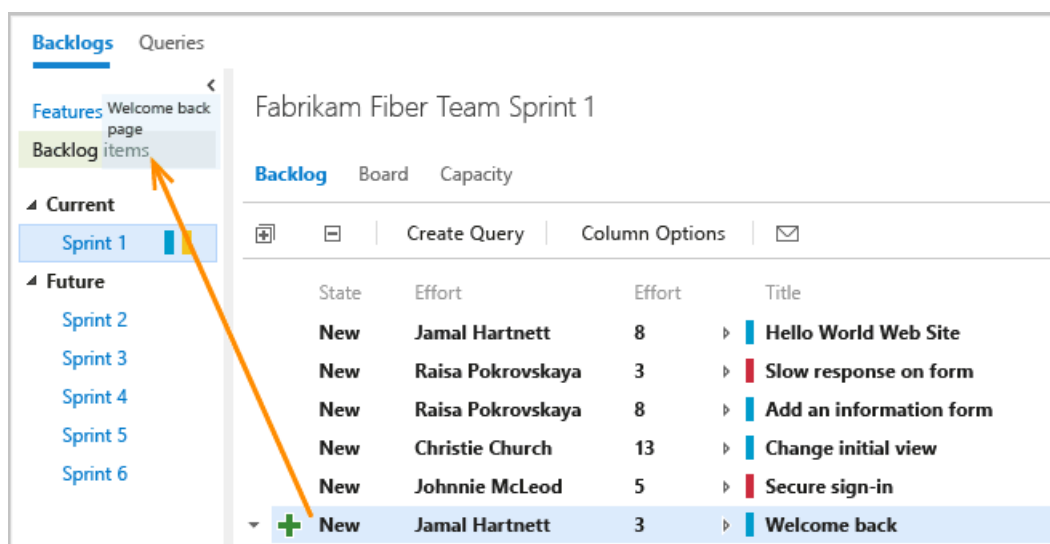 Backlogs Queries
Features
Welcome back
page
Backlog items
Current
Sprint 1
Future
Sprint 2
Sprint 3
Sprint 4
Sprint 5
Sprint 6
Fabrikam Fiber Team Sprint 1
Backlog Board Capacity
Create Query Column Options
State Effort Effort Title
New Jamal Hartnett 8 Hello World Web Site
New Raisa Pokrovskaya 3 Slow response on form
New Raisa Pokrovskaya 8 Add an information form
New Christie Church 13 Change initial view
New Johnnie McLeod 5 Secure sign-in
New Jamal Hartnett 3 Welcome back